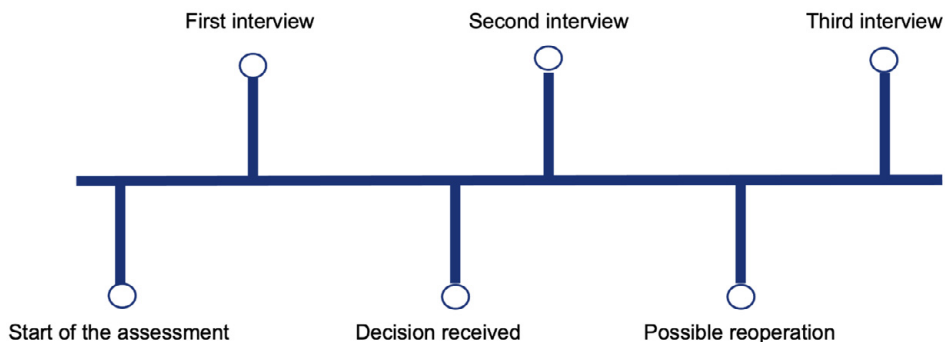 First interview
Second interview
Third interview
Start of the assessment
Decision received
Possible reoperation